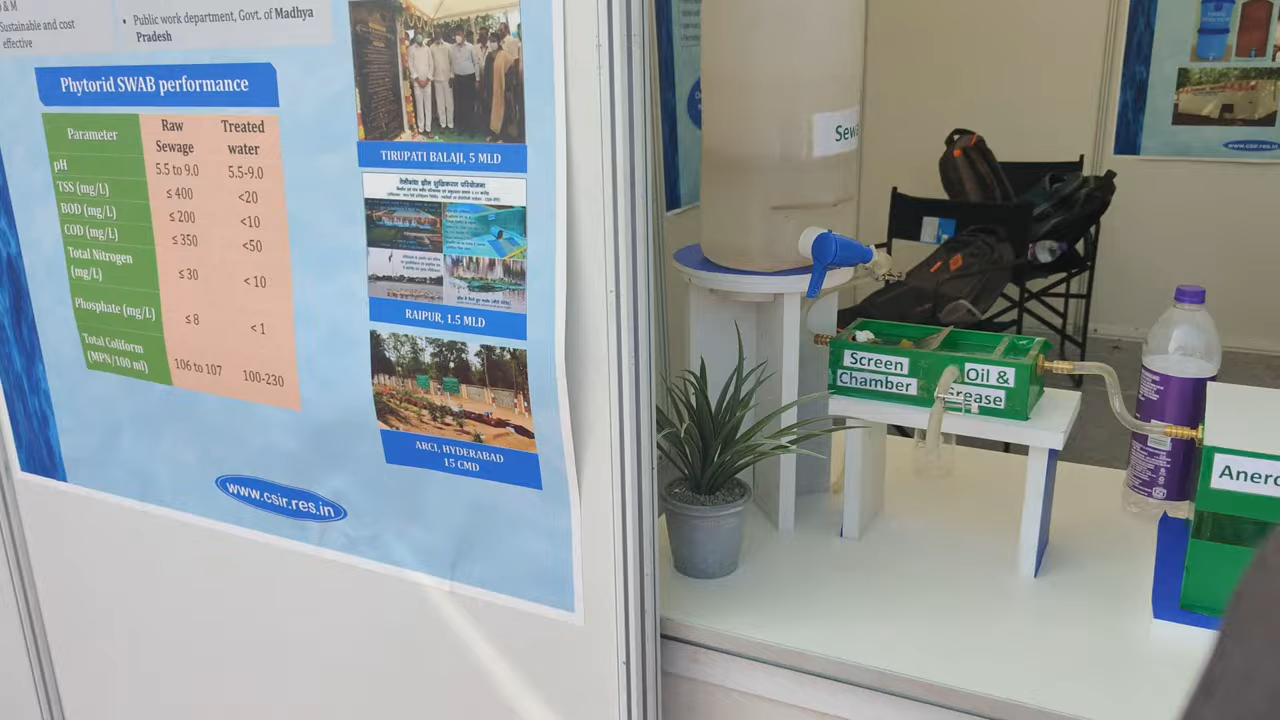 & M
Sustainable and cost
effective
• Public work department, Govt. of Madhya
Pradesh
Phytorid SWAB performance
Parameter Raw Sewage Treated water
pH 5.5 to 9.0 5.5-9.0
TSS (mg/L) ≤ 400 <20
BOD (mg/L) ≤ 200 <10
COD (mg/L) ≤ 350 <50
Total Nitrogen (mg/L) ≤ 30 < 10
Phosphate (mg/L) ≤ 8 < 1
Total Coliform (MPN/100 ml) 106 to 107 100-230
www.csir.res.in
TIRUPATI BALAJI, 5 MLD
RAIPUR, 1.5 MLD
ARCI, HYDERABAD
15 CMD
Sewa
Screen
Chamber
Oil &
Grease
Anero
www.csir.res.in